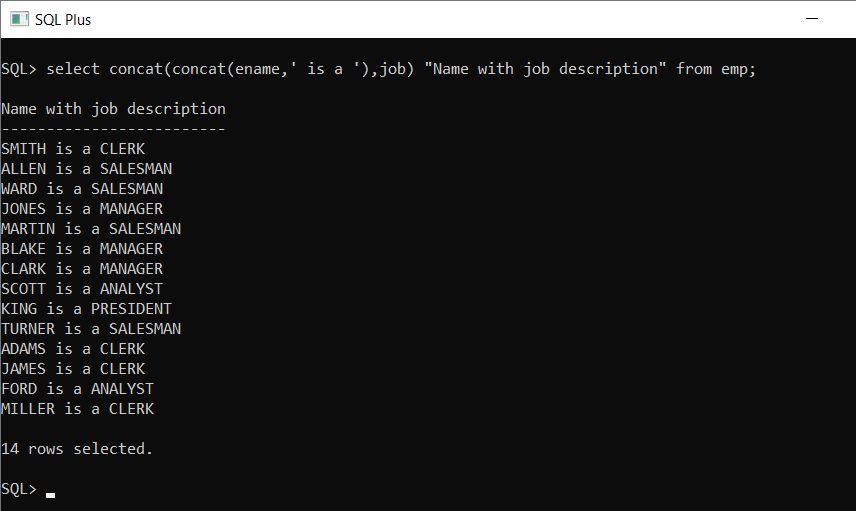 SQL Plus
SQL> select concat(concat(ename,' is a '),job) "Name with job description" from emp;
Name with job description
-------------------------
SMITH is a CLERK
ALLEN is a SALESMAN
WARD is a SALESMAN
JONES is a MANAGER
MARTIN is a SALESMAN
BLAKE is a MANAGER
CLARK is a MANAGER
SCOTT is a ANALYST
KING is a PRESIDENT
TURNER is a SALESMAN
ADAMS is a CLERK
JAMES is a CLERK
FORD is a ANALYST
MILLER is a CLERK
14 rows selected.
SQL>